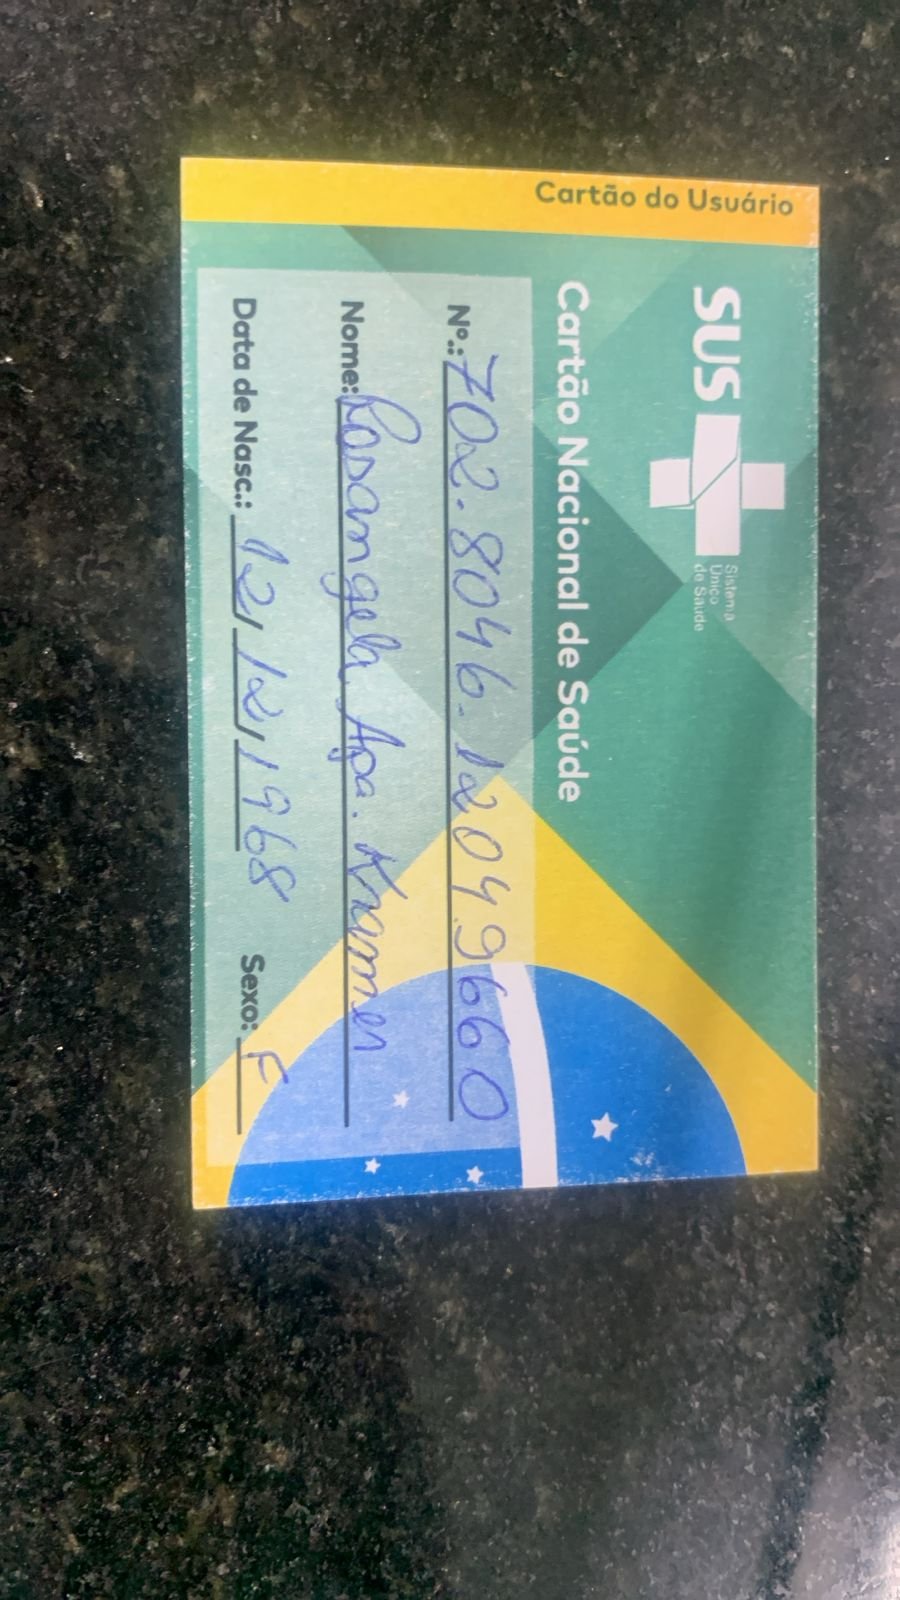 Cartão do Usuário
SUS
Sistema
Único
de Saúde
Cartão Nacional de Saúde
Nº.: 702.8046.1204.9660
Nome: Rosangela Apa. Kramer
Data de Nasc.: 12/12/1968 Sexo: F